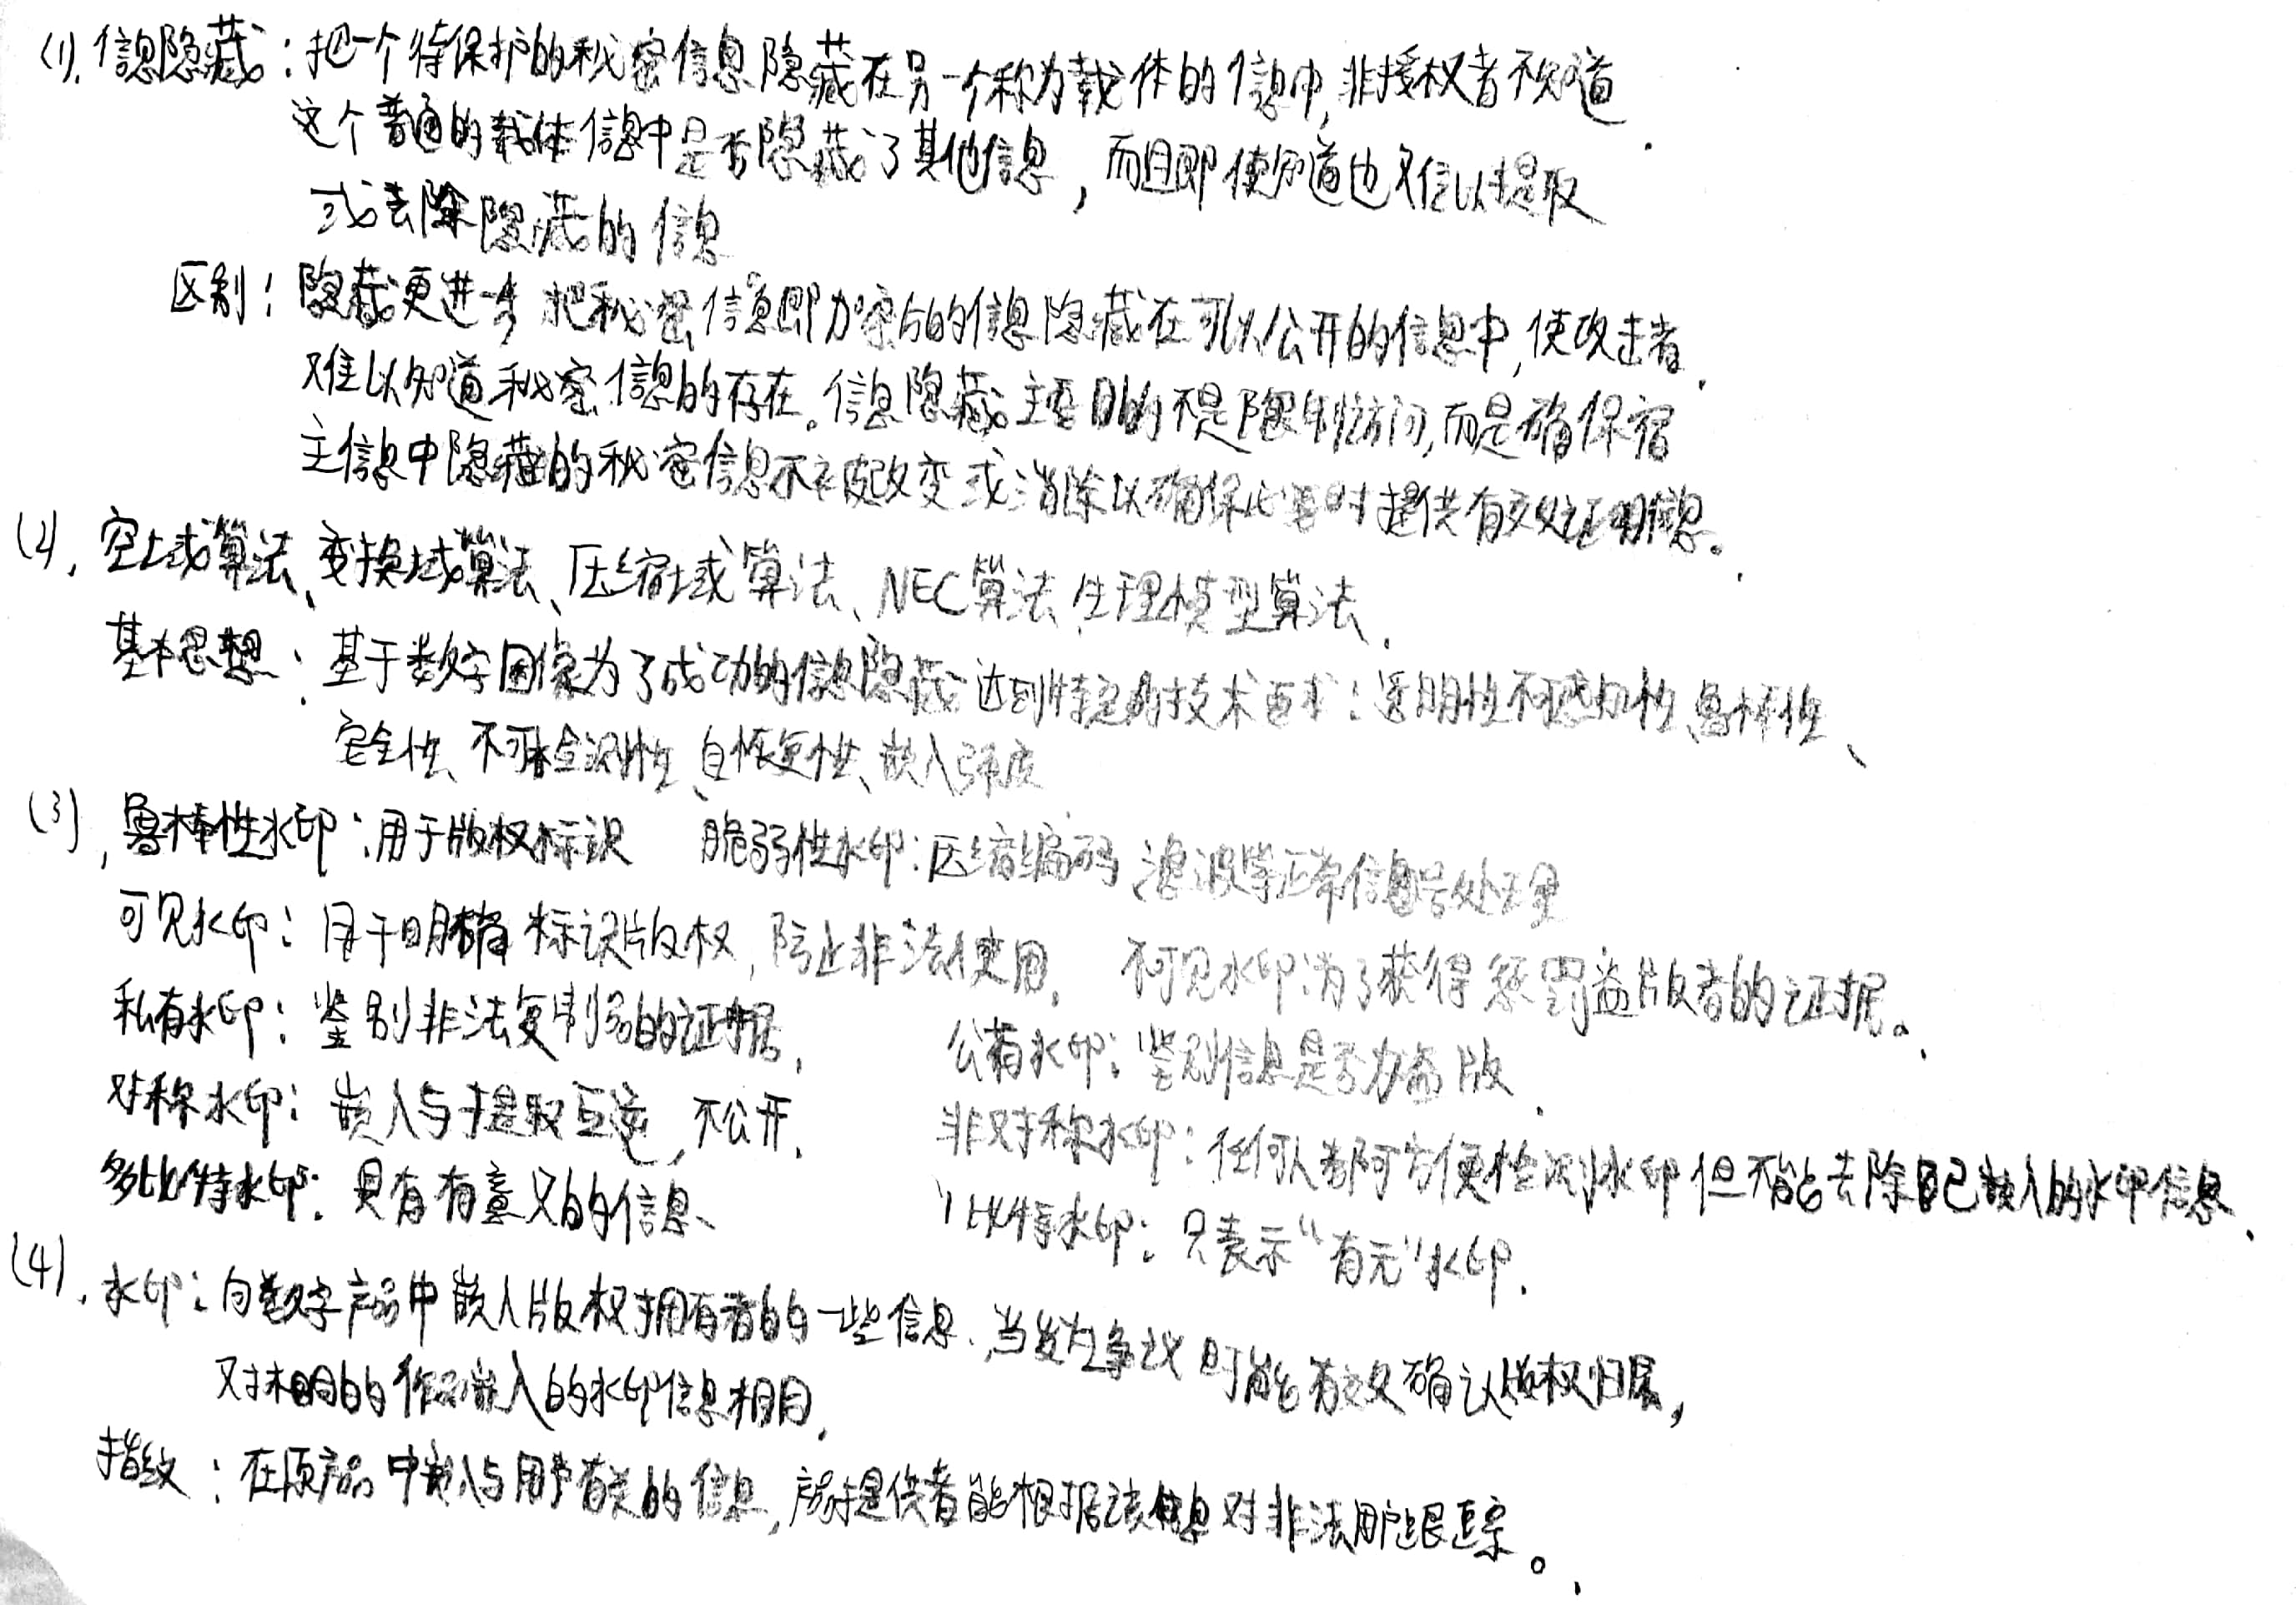 (1). 信息隐藏：把一个待保护的秘密信息隐藏在另一个称为载体的信息中，非授权者不知道
这个普通的载体信息中是否隐藏了其他信息，而且即使知道也难以提取
或去除隐藏的信息
区别：隐藏更进一步把秘密信息即加密后的信息隐藏在可以公开的信息中，使攻击者
难以知道秘密信息的存在。信息隐藏主要目的不是限制访问，而是确保宿
主信息中隐藏的秘密信息不被改变或消除以确保必要时提供有效证明信息。
(2). 空域算法、变换域算法、压缩域算法、NEC算法、生理模型算法
基本思想：基于数字图像为了成功的信息隐藏达到特定的技术要求：透明性不可感知性、鲁棒性、
安全性、不可检测性、自恢复性、嵌入强度
(3). 鲁棒性水印：用于版权标识 脆弱性水印：压缩编码 滤波等正常信号处理
可见水印：用于明确标识版权，防止非法使用。 不可见水印：为了获得惩罚盗版者的证据。
私有水印：鉴别非法复制的证据， 公有水印：鉴别信息是否为盗版
对称水印：嵌入与提取互逆，不公开， 非对称水印：任何人都可方便检测水印但不能去除自己嵌入的水印信息
多比特水印：具有有意义的信息、 1比特水印：只表示“有无”水印.
(4). 水印：向数字产品中嵌入版权拥有者的一些信息，当发生争议时能有效确认版权归属，
对相同的作品嵌入的水印信息相同.
指纹：在原产品中嵌入与用户有关的信息，产品提供者能根据该信息对非法用户跟踪。